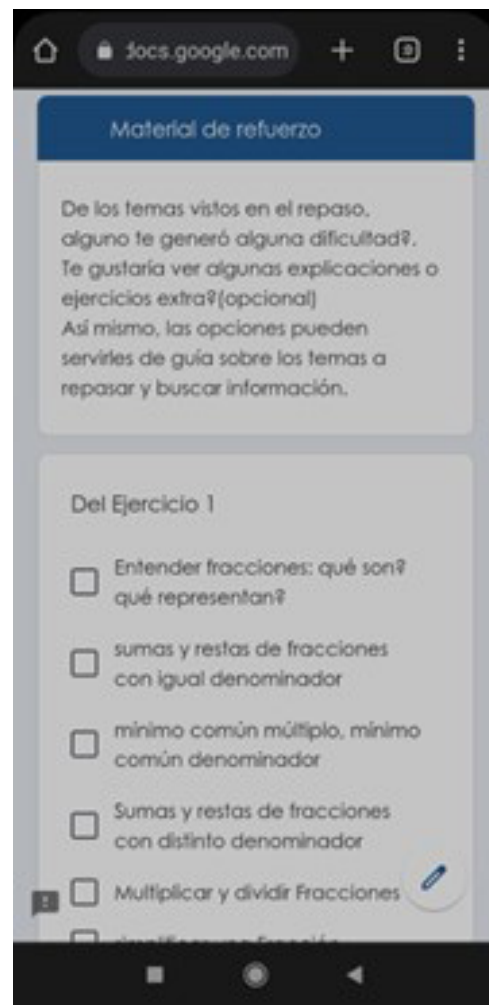 docs.google.com
Material de refuerzo
De los temas vistos en el repaso,
alguno te generó alguna dificultad?.
Te gustaría ver algunas explicaciones o
ejercicios extra?(opcional)
Así mismo, las opciones pueden
servirles de guía sobre los temas a
repasar y buscar información.
Del Ejercicio 1
Entender fracciones: qué son?
qué representan?
sumas y restas de fracciones
con igual denominador
mínimo común múltiplo, mínimo
común denominador
Sumas y restas de fracciones
con distinto denominador
Multiplicar y dividir Fracciones